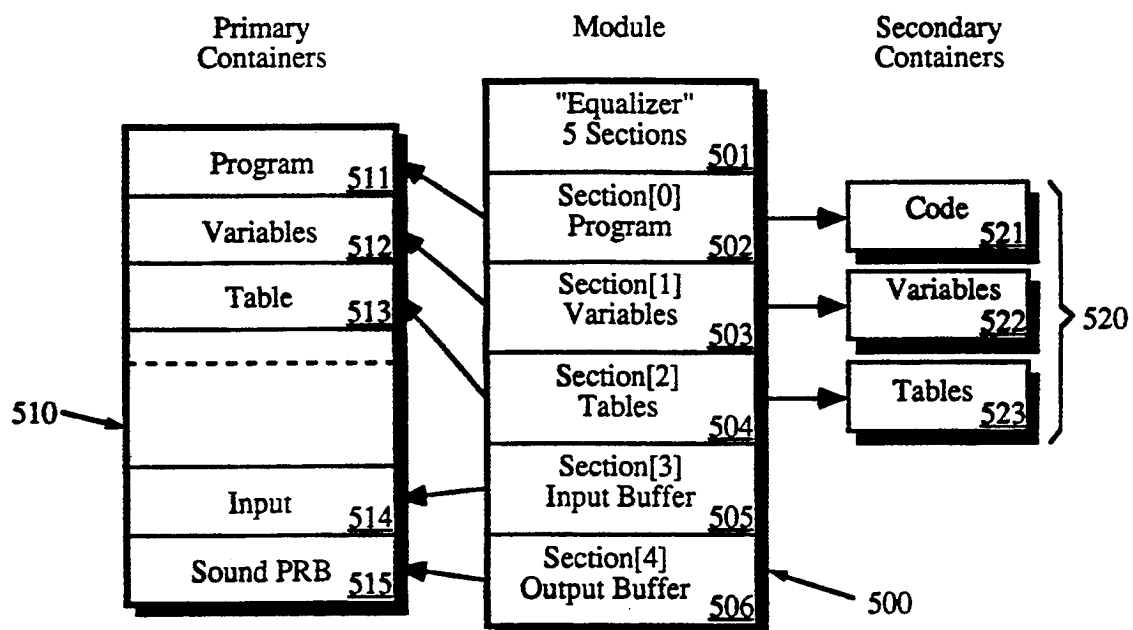 Primary
Containers
Module
Secondary
Containers
"Equalizer"
5 Sections
501
Program
511
Section[0]
Program
502
Code
521
Variables
512
Section[1]
Variables
503
Variables
522
520
Table
513
Section[2]
Tables
504
Tables
523
510
Input
514
Section[3]
Input Buffer
505
Sound PRB
515
Section[4]
Output Buffer
506
500